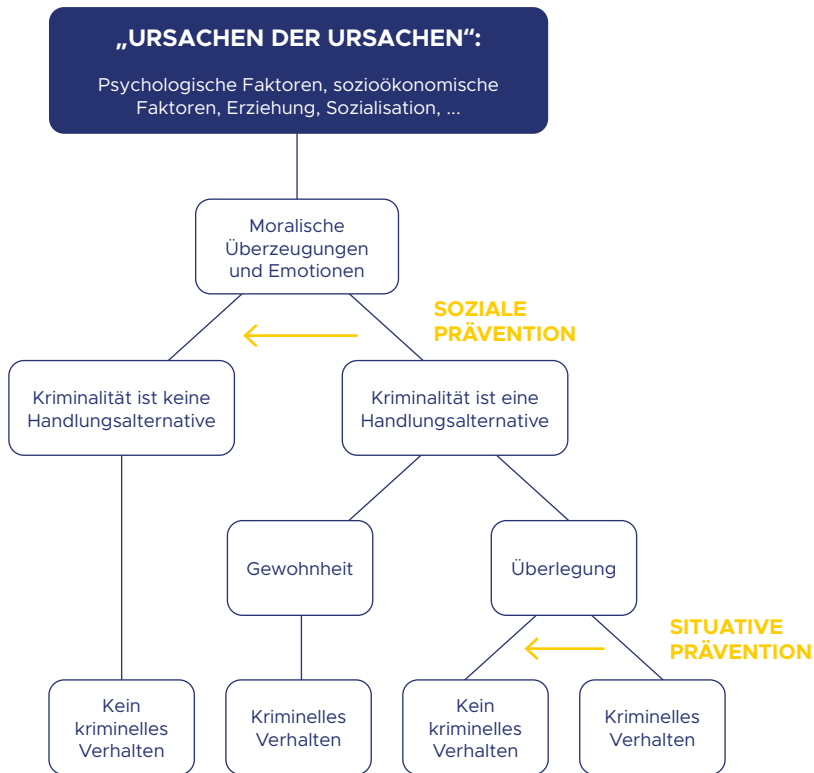 „URSACHEN DER URSACHEN“:
Psychologische Faktoren, sozioökonomische
Faktoren, Erziehung, Sozialisation, ...
Moralische
Überzeugungen
und Emotionen
SOZIALE
PRÄVENTION
Kriminalität ist keine
Handlungsalternative
Kriminalität ist eine
Handlungsalternative
Gewohnheit
Überlegung
SITUATIVE
PRÄVENTION
Kein
kriminelles
Verhalten
Kriminelles
Verhalten
Kein
kriminelles
Verhalten
Kriminelles
Verhalten